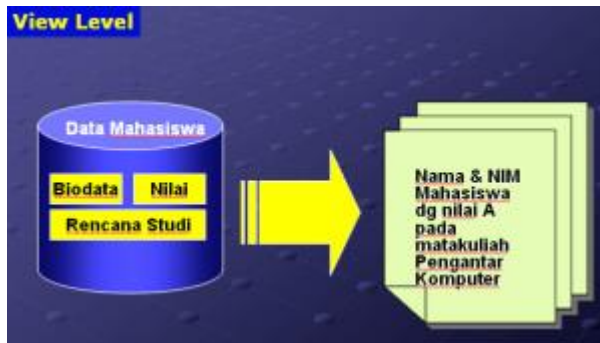 View Level
Data Mahasiswa
Biodata
Nilai
Rencana Studi
Nama & NIM
Mahasiswa
dg nilai A
pada
matakuliah
Pengantar
Komputer